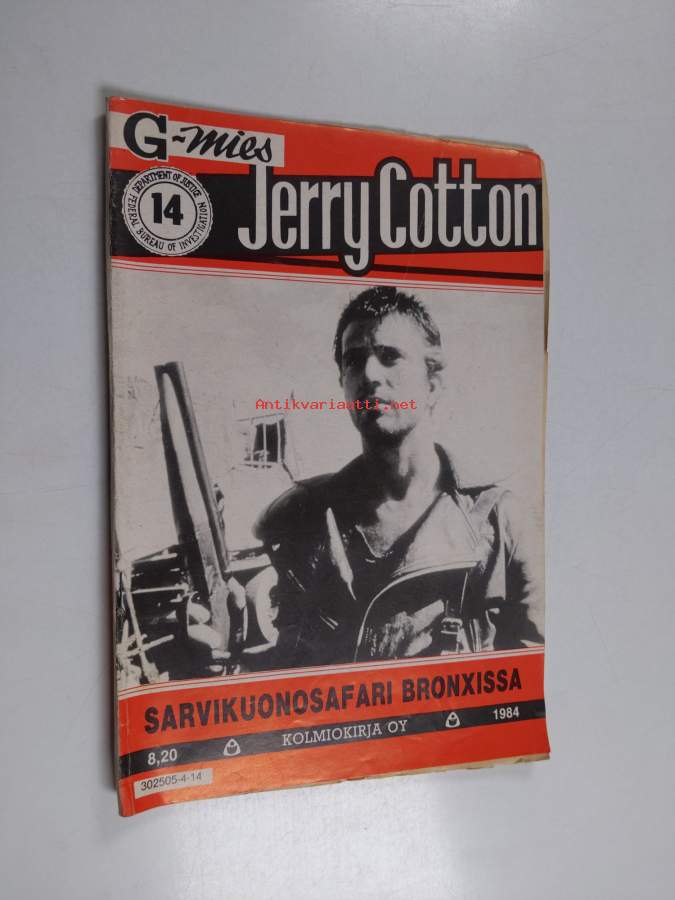 G-mies
DEPARTMENT OF JUSTICE
14
FEDERAL BUREAU OF INVESTIGATION
Jerry Cotton
Antikvariaatti.net
SARVIKUONOSAFARI BRONXISSA
8,20 KOLMIOKIRJA OY 1984
302505-4-14